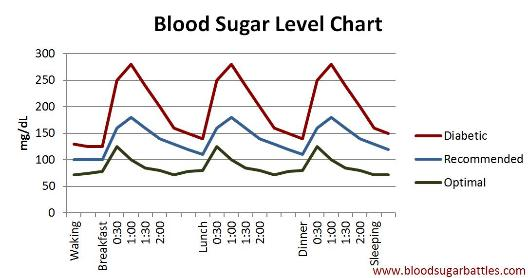 Blood Sugar Level Chart
mg/dL
300
250
200
150
100
50
0
Waking
Breakfast
0:30
1:00
1:30
2:00
Lunch
0:30
1:00
1:30
2:00
Dinner
0:30
1:00
1:30
2:00
Sleeping
Diabetic
Recommended
Optimal
www.bloodsugarbattles.com